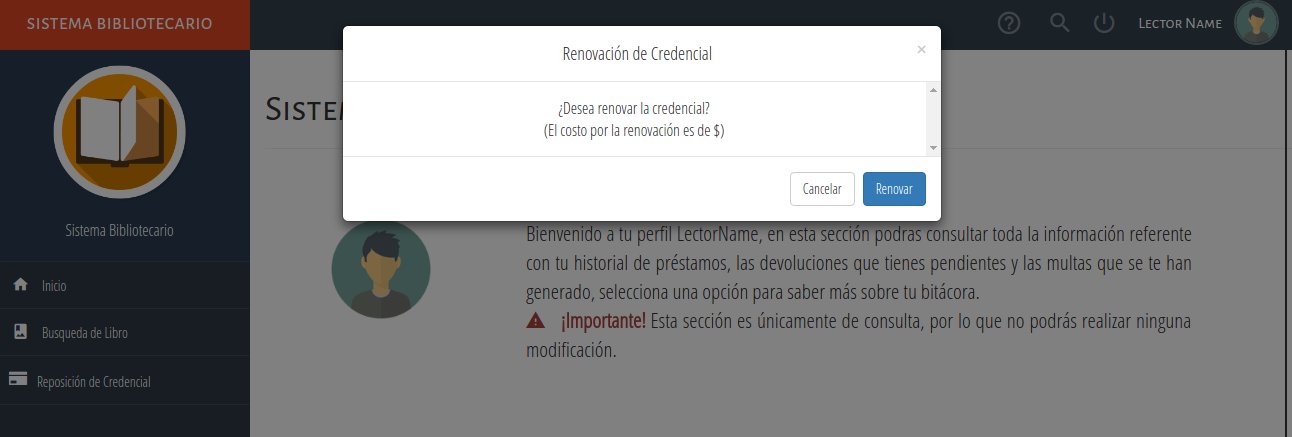 SISTEMA BIBLIOTECARIO
Lector Name
Renovación de Credencial
×
¿Desea renovar la credencial?
(El costo por la renovación es de $)
Cancelar
Renovar
Sistema Bibliotecario
Inicio
Busqueda de Libro
Reposición de Credencial
Bienvenido a tu perfil LectorName, en esta sección podras consultar toda la información referente
con tu historial de préstamos, las devoluciones que tienes pendientes y las multas que se te han
generado, selecciona una opción para saber más sobre tu bitácora.
¡Importante! Esta sección es únicamente de consulta, por lo que no podrás realizar ninguna
modificación.